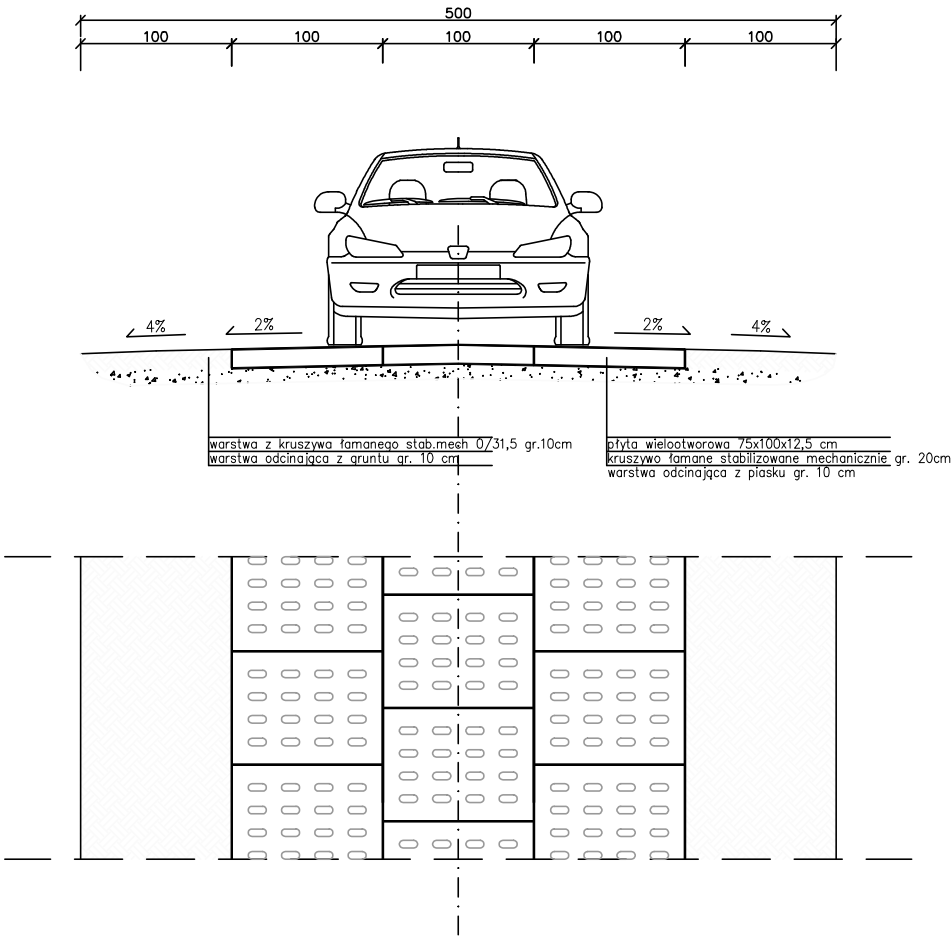 500
100 100 100 100 100
4% 2% 2% 4%
warstwa z kruszywa łamanego stab.mech 0/31,5 gr.10cm
warstwa odcinająca z gruntu gr. 10 cm
płyta wielootworowa 75x100x12,5 cm
kruszywo łamane stabilizowane mechanicznie gr. 20cm
warstwa odcinająca z piasku gr. 10 cm